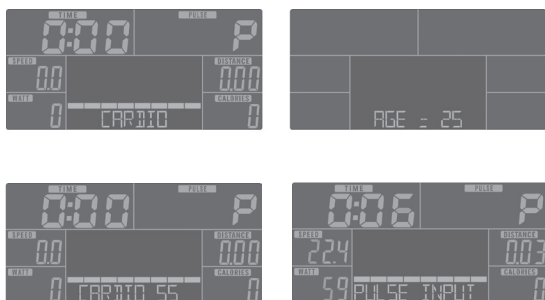 TIME PULSE
0:00 P
SPEED DISTANCE
0.0 0.00
WATT CALORIES
0 CARDIO 0
AGE = 25
TIME PULSE
0:00 P
SPEED DISTANCE
0.0 0.00
WATT CALORIES
0 CARDIO 55 0
TIME PULSE
0:06 P
SPEED DISTANCE
22.4 0.03
WATT CALORIES
59 PULSE INPUT 0